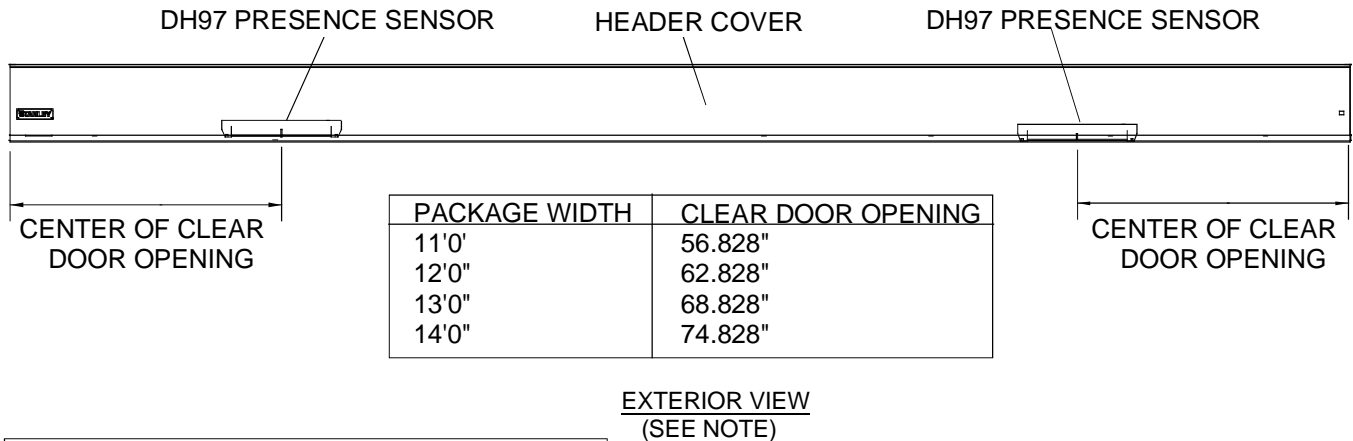 DH97 PRESENCE SENSOR HEADER COVER DH97 PRESENCE SENSOR
STANLEY
CENTER OF CLEAR
DOOR OPENING
PACKAGE WIDTH CLEAR DOOR OPENING
11'0' 56.828"
12'0" 62.828"
13'0" 68.828"
14'0" 74.828"
CENTER OF CLEAR
DOOR OPENING
EXTERIOR VIEW
(SEE NOTE)